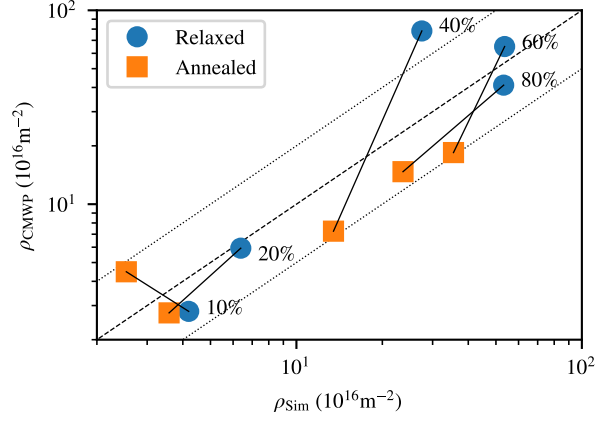 10²
Relaxed
Annealed
40%
60%
80%
10¹
20%
10%
ρCMWP (10¹⁶m⁻²)
10¹
10²
ρSim (10¹⁶m⁻²)